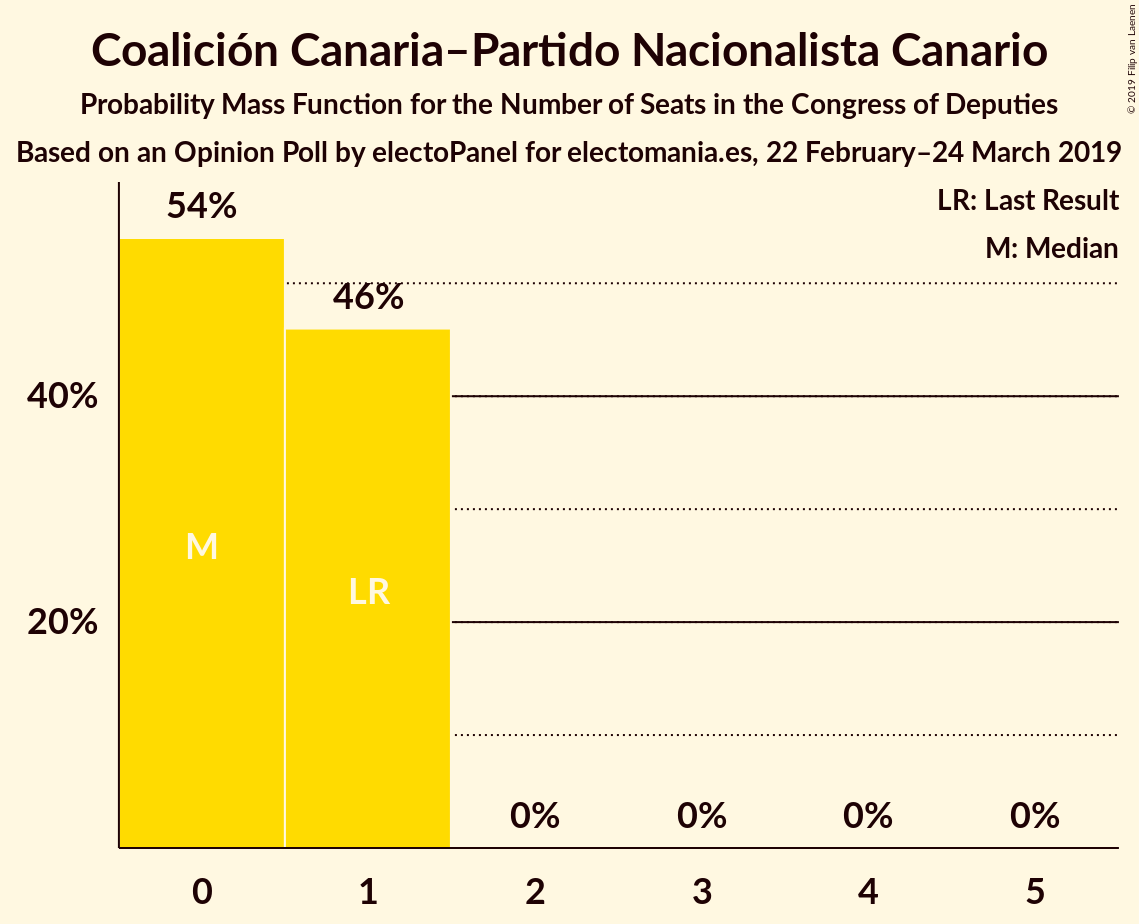 Coalición Canaria–Partido Nacionalista Canario
Probability Mass Function for the Number of Seats in the Congress of Deputies
Based on an Opinion Poll by electoPanel for electomania.es, 22 February–24 March 2019
© 2019 Filip van Laenen
LR: Last Result
M: Median
54%
46%
40%
20%
M
LR
0% 0% 0% 0%
0 1 2 3 4 5